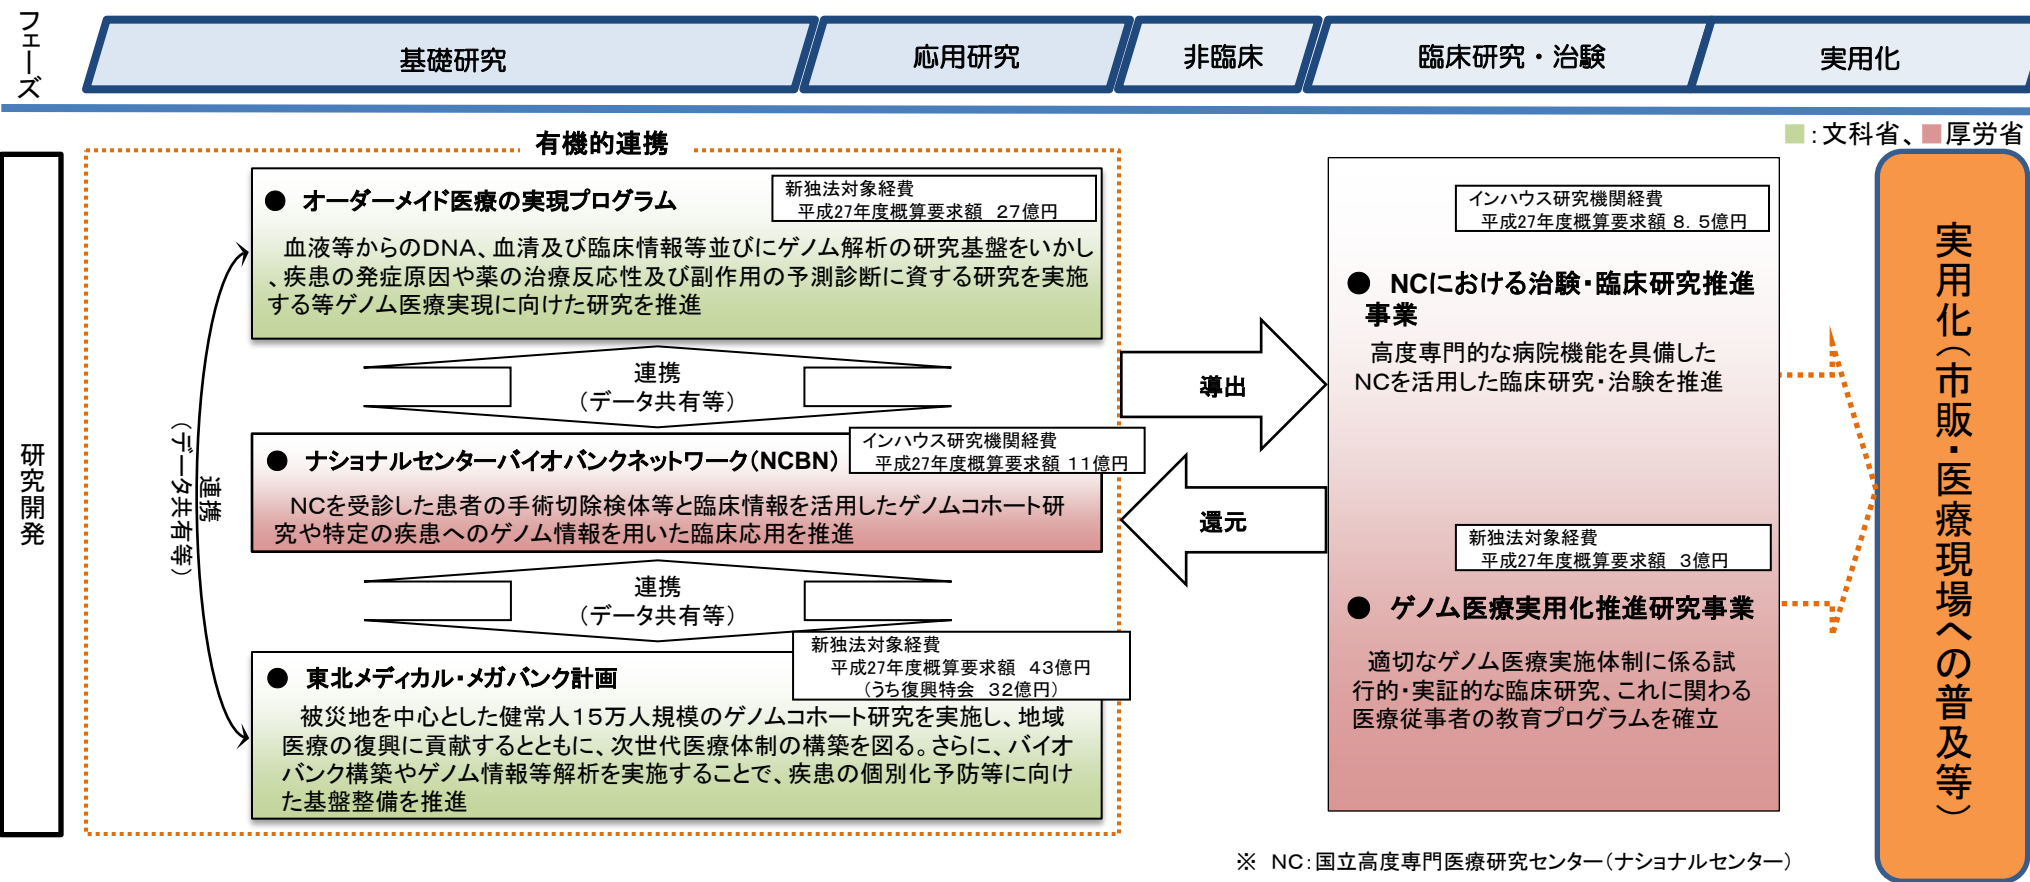 フェーズ
基礎研究
応用研究
非臨床
臨床研究・治験
実用化
■：文科省、■厚労省
研究開発
有機的連携
● オーダーメイド医療の実現プログラム
新独法対象経費
平成27年度概算要求額　27億円
血液等からのDNA、血清及び臨床情報等並びにゲノム解析の研究基盤をいかし
、疾患の発症原因や薬の治療反応性及び副作用の予測診断に資する研究を実施
する等ゲノム医療実現に向けた研究を推進
連携
（データ共有等）
連携
（データ共有等）
● ナショナルセンターバイオバンクネットワーク（NCBN）
インハウス研究機関経費
平成27年度概算要求額 11億円
NCを受診した患者の手術切除検体等と臨床情報を活用したゲノムコホート研
究や特定の疾患へのゲノム情報を用いた臨床応用を推進
連携
（データ共有等）
● 東北メディカル・メガバンク計画
新独法対象経費
平成27年度概算要求額　43億円
（うち復興特会　32億円）
被災地を中心とした健常人15万人規模のゲノムコホート研究を実施し、地域
医療の復興に貢献するとともに、次世代医療体制の構築を図る。さらに、バイオ
バンク構築やゲノム情報等解析を実施することで、疾患の個別化予防等に向け
た基盤整備を推進
導出
還元
インハウス研究機関経費
平成27年度概算要求額 8．5億円
● NCにおける治験・臨床研究推進
事業
高度専門的な病院機能を具備した
NCを活用した臨床研究・治験を推進
新独法対象経費
平成27年度概算要求額　3億円
● ゲノム医療実用化推進研究事業
適切なゲノム医療実施体制に係る試
行的・実証的な臨床研究、これに関わる
医療従事者の教育プログラムを確立
実用化（市販・医療現場への普及等）
※　NC：国立高度専門医療研究センター（ナショナルセンター）